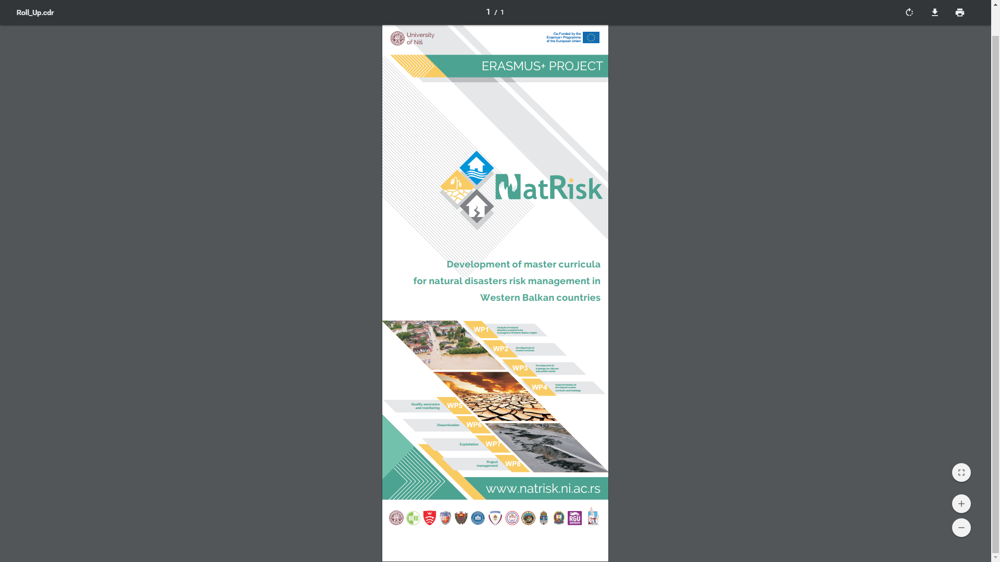 Roll_Up.cdr
1 / 1
University
of Niš
Co-Funded by the
Erasmus+ Programme
of the European Union
ERASMUS+ PROJECT
NatRisk
Development of master curricula
for natural disasters risk management in
Western Balkan countries
WP1
Analysis of natural
disasters needed to be
managed in Western Balkan region
WP2
Development of
master curricula
WP3
Development of
trainings for citizens
and public sector
WP4
Implementation of
developed master
curricula and trainings
Quality assurance
and monitoring
WP5
Dissemination
WP6
Exploitation
WP7
Project
management
WP8
www.natrisk.ni.ac.rs
BOKU
RGU
ABERDEEN